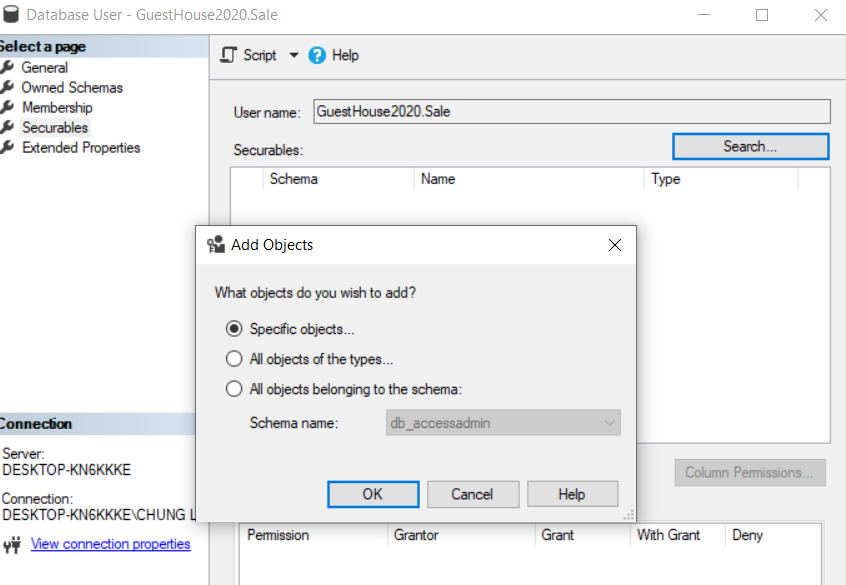 Database User - GuestHouse2020.Sale
Select a page
General
Owned Schemas
Membership
Securables
Extended Properties
Script
Help
User name:
GuestHouse2020.Sale
Securables:
Search...
Schema
Name
Type
Add Objects
What objects do you wish to add?
Specific objects...
All objects of the types...
All objects belonging to the schema:
Schema name:
db_accessadmin
OK
Cancel
Help
Connection
Server:
DESKTOP-KN6KKKE
Connection:
DESKTOP-KN6KKKE\CHUNG L
View connection properties
Column Permissions...
Permission
Grantor
Grant
With Grant
Deny